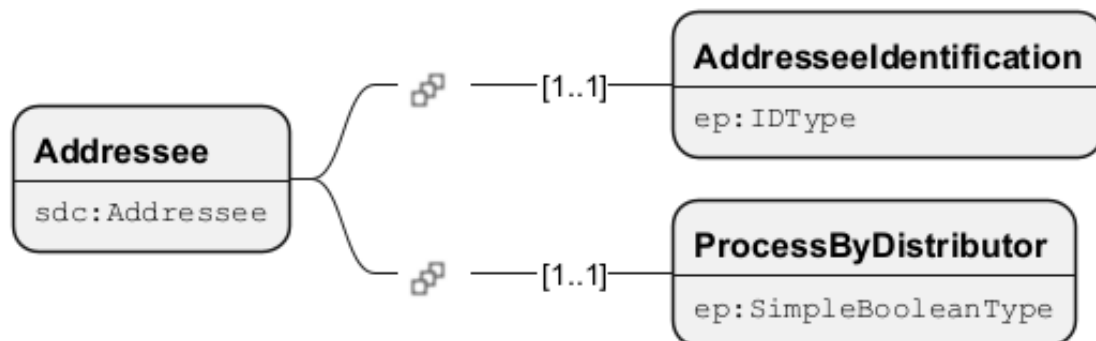 Addressee
sdc:Addressee
[1..1]
AddresseeIdentification
ep:IDType
[1..1]
ProcessByDistributor
ep:SimpleBooleanType